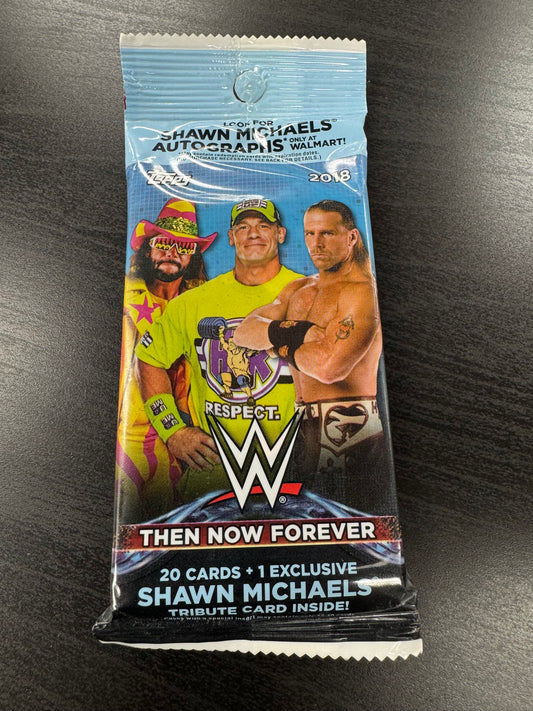 LOOK FOR
SHAWN MICHAELS®
AUTOGRAPHS* ONLY AT WALMART!
Topps
2018
RESPECT.
W
THEN NOW FOREVER
20 CARDS + 1 EXCLUSIVE
SHAWN MICHAELS
TRIBUTE CARD INSIDE!